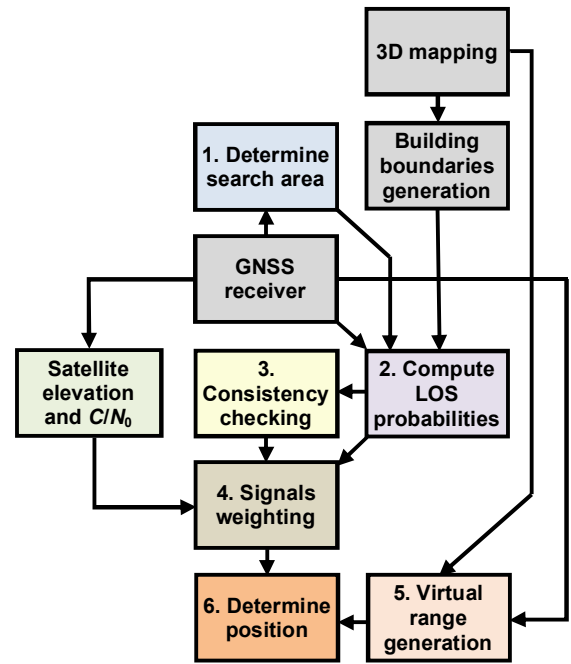 3D mapping
Building
boundaries
generation
1. Determine
search area
GNSS
receiver
Satellite
elevation
and C/N₀
3.
Consistency
checking
2. Compute
LOS
probabilities
4. Signals
weighting
6. Determine
position
5. Virtual
range
generation